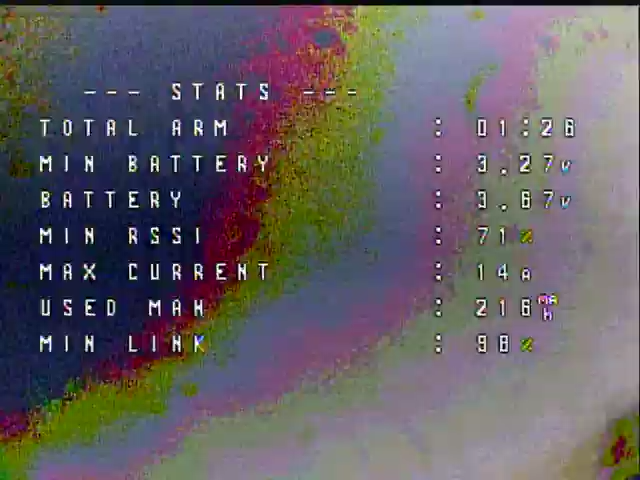 --- STATS ---
TOTAL ARM : 01:26
MIN BATTERY : 3.27V
BATTERY : 3.67V
MIN RSSI : 71%
MAX CURRENT : 14A
USED MAH : 216MAH
MIN LINK : 98%